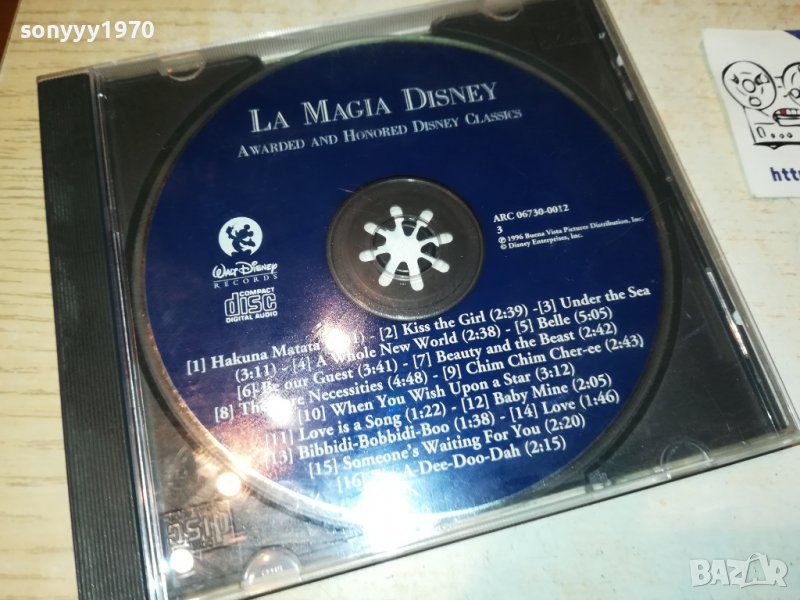 sonyyy1970
LA MAGIA DISNEY
AWARDED AND HONORED DISNEY CLASSICS
ARC 06730-0012
3
℗ 1996 Buena Vista Pictures Distribution, Inc.
© Disney Enterprises, Inc.
WALT DISNEY
RECORDS
COMPACT
disc
DIGITAL AUDIO
[1] Hakuna Matata - [2] Kiss the Girl (2:39) -[3] Under the Sea
(3:11) - [4] A Whole New World (2:38) - [5] Belle (5:05)
[6] Be our Guest (3:41) - [7] Beauty and the Beast (2:42)
[8] The Necessities (4:48) - [9] Chim Chim Cher-ee (2:43)
[10] When You Wish Upon a Star (3:12)
[11] Love is a Song (1:22) - [12] Baby Mine (2:05)
[13] Bibbidi-Bobbidi-Boo (1:38) - [14] Love (1:46)
[15] Someone's Waiting For You (2:20)
[16] A-Dee-Doo-Dah (2:15)
disc
htt
BAZAR